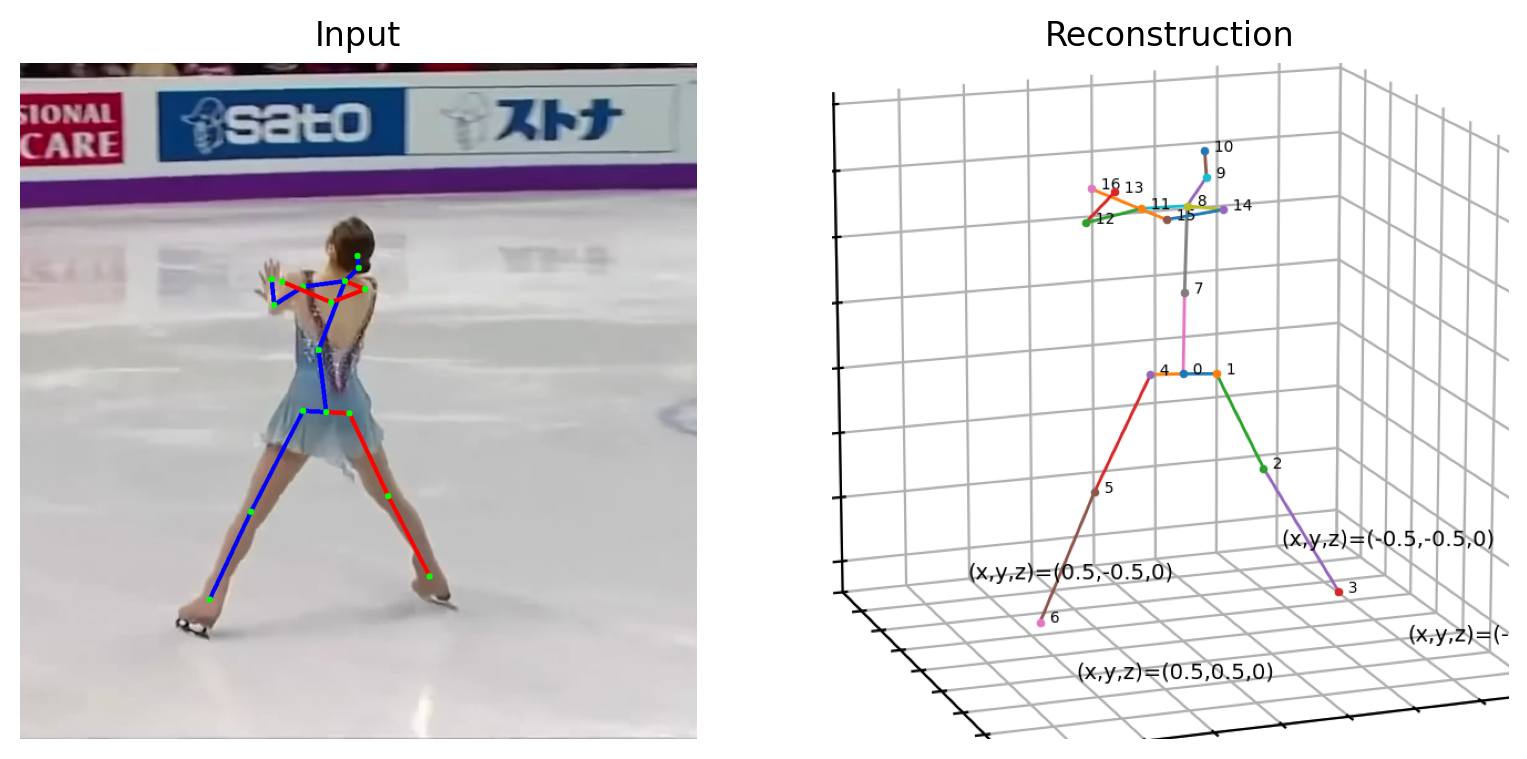 Input
Reconstruction
SIONAL
CARE
sato
ストナ
10
9
16
13
12
11
8
15
14
7
4
0
1
2
5
(x,y,z)=(-0.5,-0.5,0)
(x,y,z)=(0.5,-0.5,0)
3
6
(x,y,z)=(-
(x,y,z)=(0.5,0.5,0)